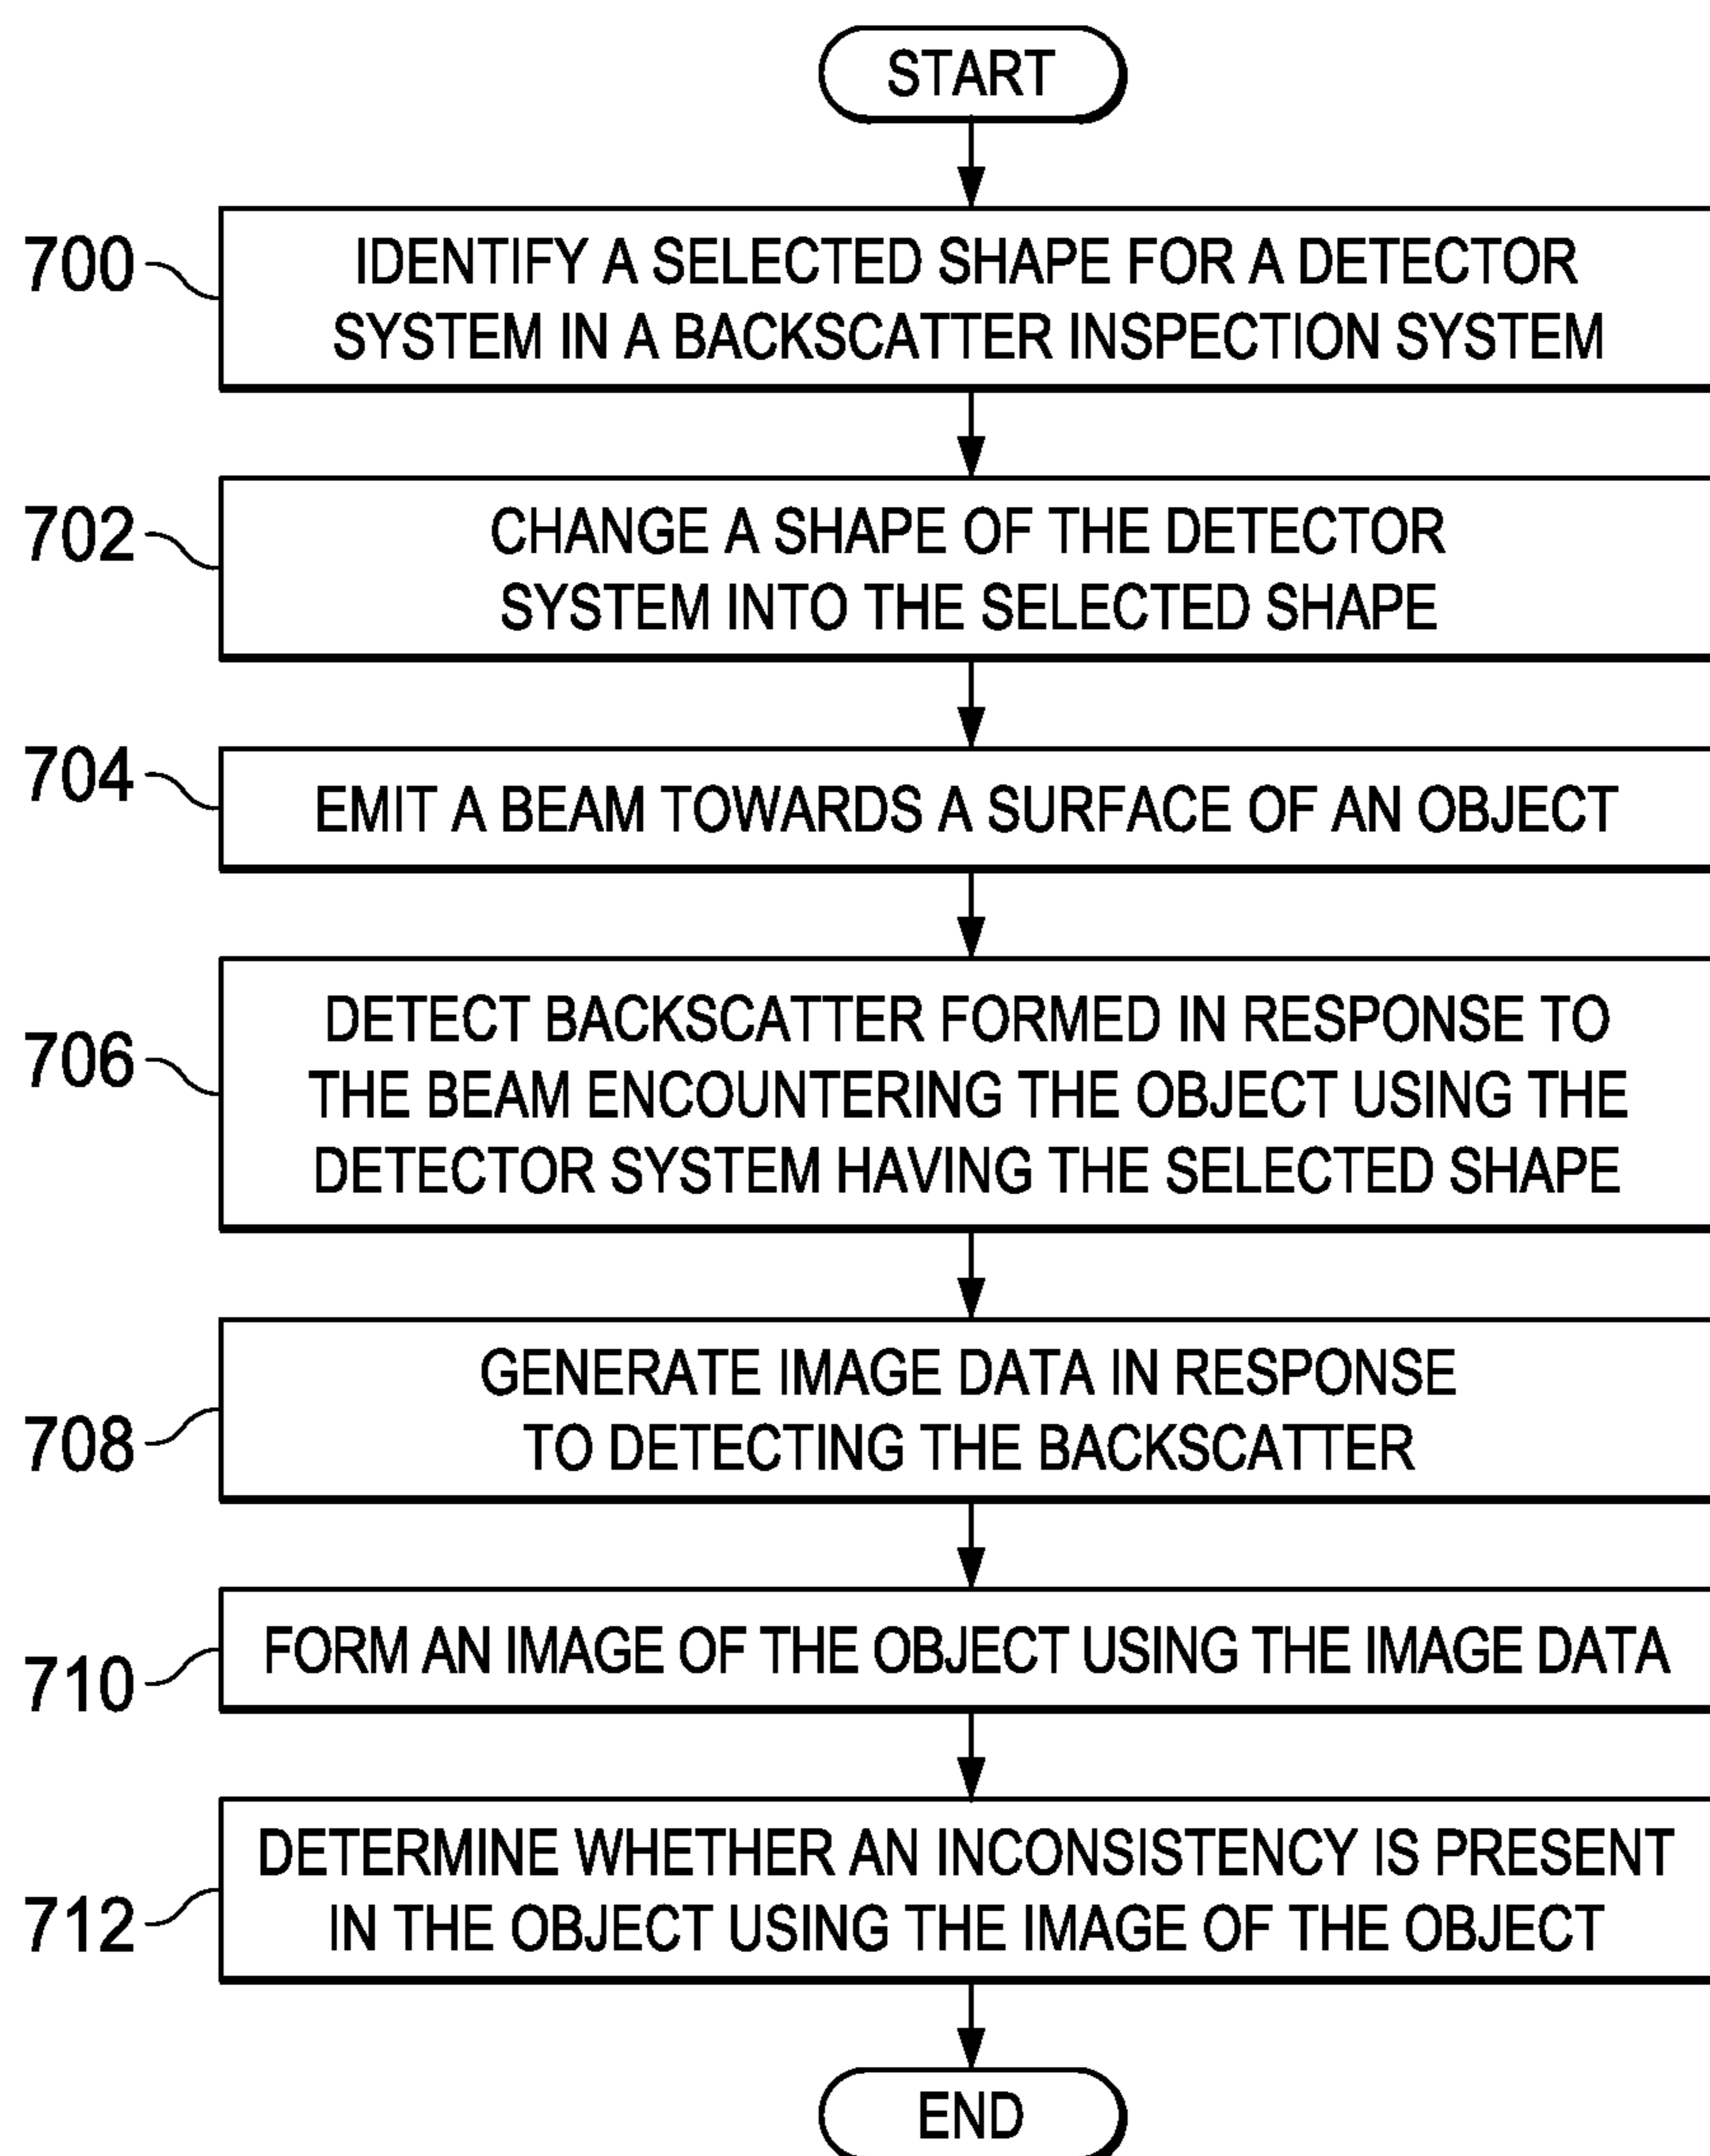 START
700
IDENTIFY A SELECTED SHAPE FOR A DETECTOR
SYSTEM IN A BACKSCATTER INSPECTION SYSTEM
702
CHANGE A SHAPE OF THE DETECTOR
SYSTEM INTO THE SELECTED SHAPE
704
EMIT A BEAM TOWARDS A SURFACE OF AN OBJECT
706
DETECT BACKSCATTER FORMED IN RESPONSE TO
THE BEAM ENCOUNTERING THE OBJECT USING THE
DETECTOR SYSTEM HAVING THE SELECTED SHAPE
708
GENERATE IMAGE DATA IN RESPONSE
TO DETECTING THE BACKSCATTER
710
FORM AN IMAGE OF THE OBJECT USING THE IMAGE DATA
712
DETERMINE WHETHER AN INCONSISTENCY IS PRESENT
IN THE OBJECT USING THE IMAGE OF THE OBJECT
END